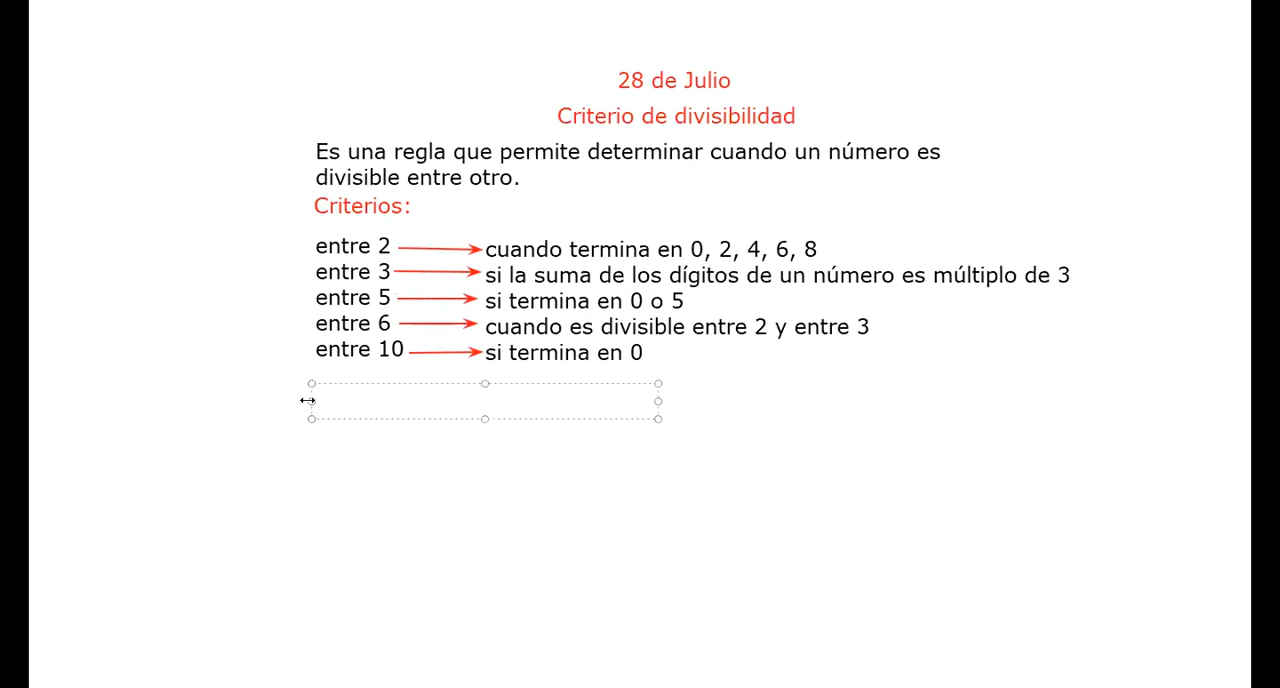 28 de Julio
Criterio de divisibilidad
Es una regla que permite determinar cuando un número es
divisible entre otro.
Criterios:
entre 2 cuando termina en 0, 2, 4, 6, 8
entre 3 si la suma de los dígitos de un número es múltiplo de 3
entre 5 si termina en 0 o 5
entre 6 cuando es divisible entre 2 y entre 3
entre 10 si termina en 0